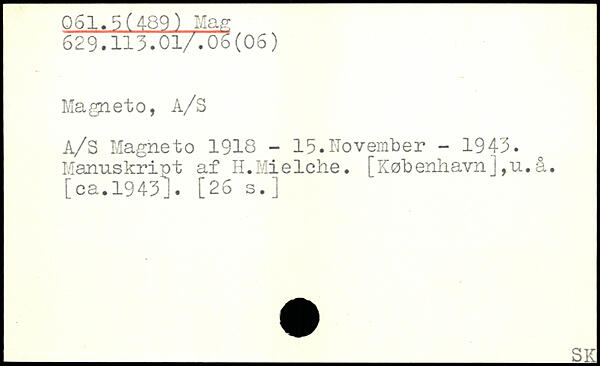 061.5(489) Mag
629.113.01/.06(06)
Magneto, A/S
A/S Magneto 1918 - 15.November - 1943.
Manuskript af H.Mielche. [København],u.å.
[ca.1943]. [26 s.]
SK